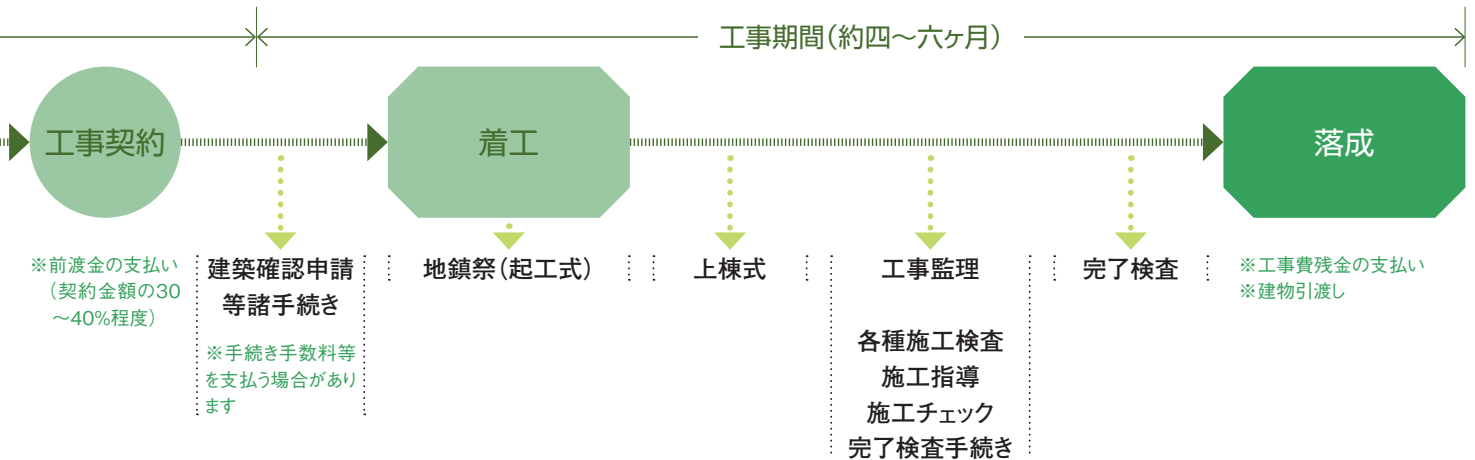 工事期間(約四〜六ヶ月)
工事契約
着工
落成
※前渡金の支払い
(契約金額の30
〜40%程度)
建築確認申請
等諸手続き
※手続き手数料等
を支払う場合があり
ます
地鎮祭(起工式)
上棟式
工事監理
各種施工検査
施工指導
施工チェック
完了検査手続き
完了検査
※工事費残金の支払い
※建物引渡し